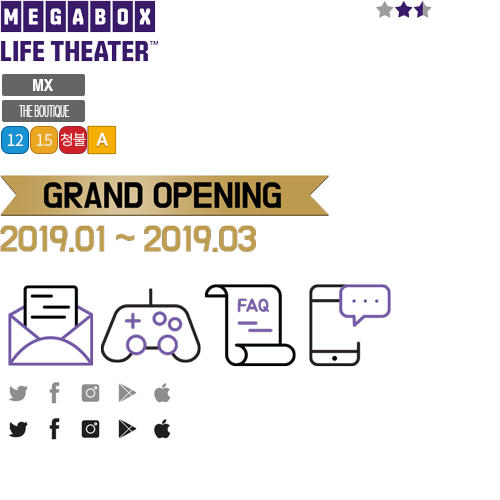 MEGABOX
LIFE THEATER™
MX
THE BOUTIQUE
12 15 청불 A
GRAND OPENING
2019.01 ~ 2019.03
FAQ